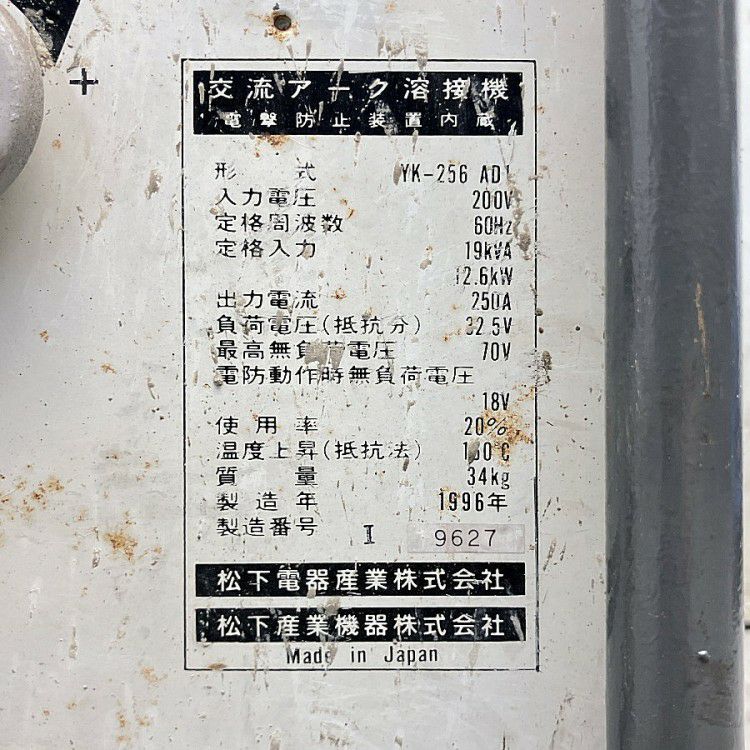 交流アーク溶接機
電撃防止装置内蔵
形 式 YK-256 AD
入力電圧 200V
定格周波数 60Hz
定格入力 19kVA
12.6kW
出力電流 250A
負荷電圧(抵抗分) 32.5V
最高無負荷電圧 70V
電防動作時無負荷電圧
18V
使用率 20%
温度上昇(抵抗法)
質 量 34kg
製造年 1996年
製造番号 I 9627
松下電器産業株式会社
松下産業機器株式会社
Made in Japan